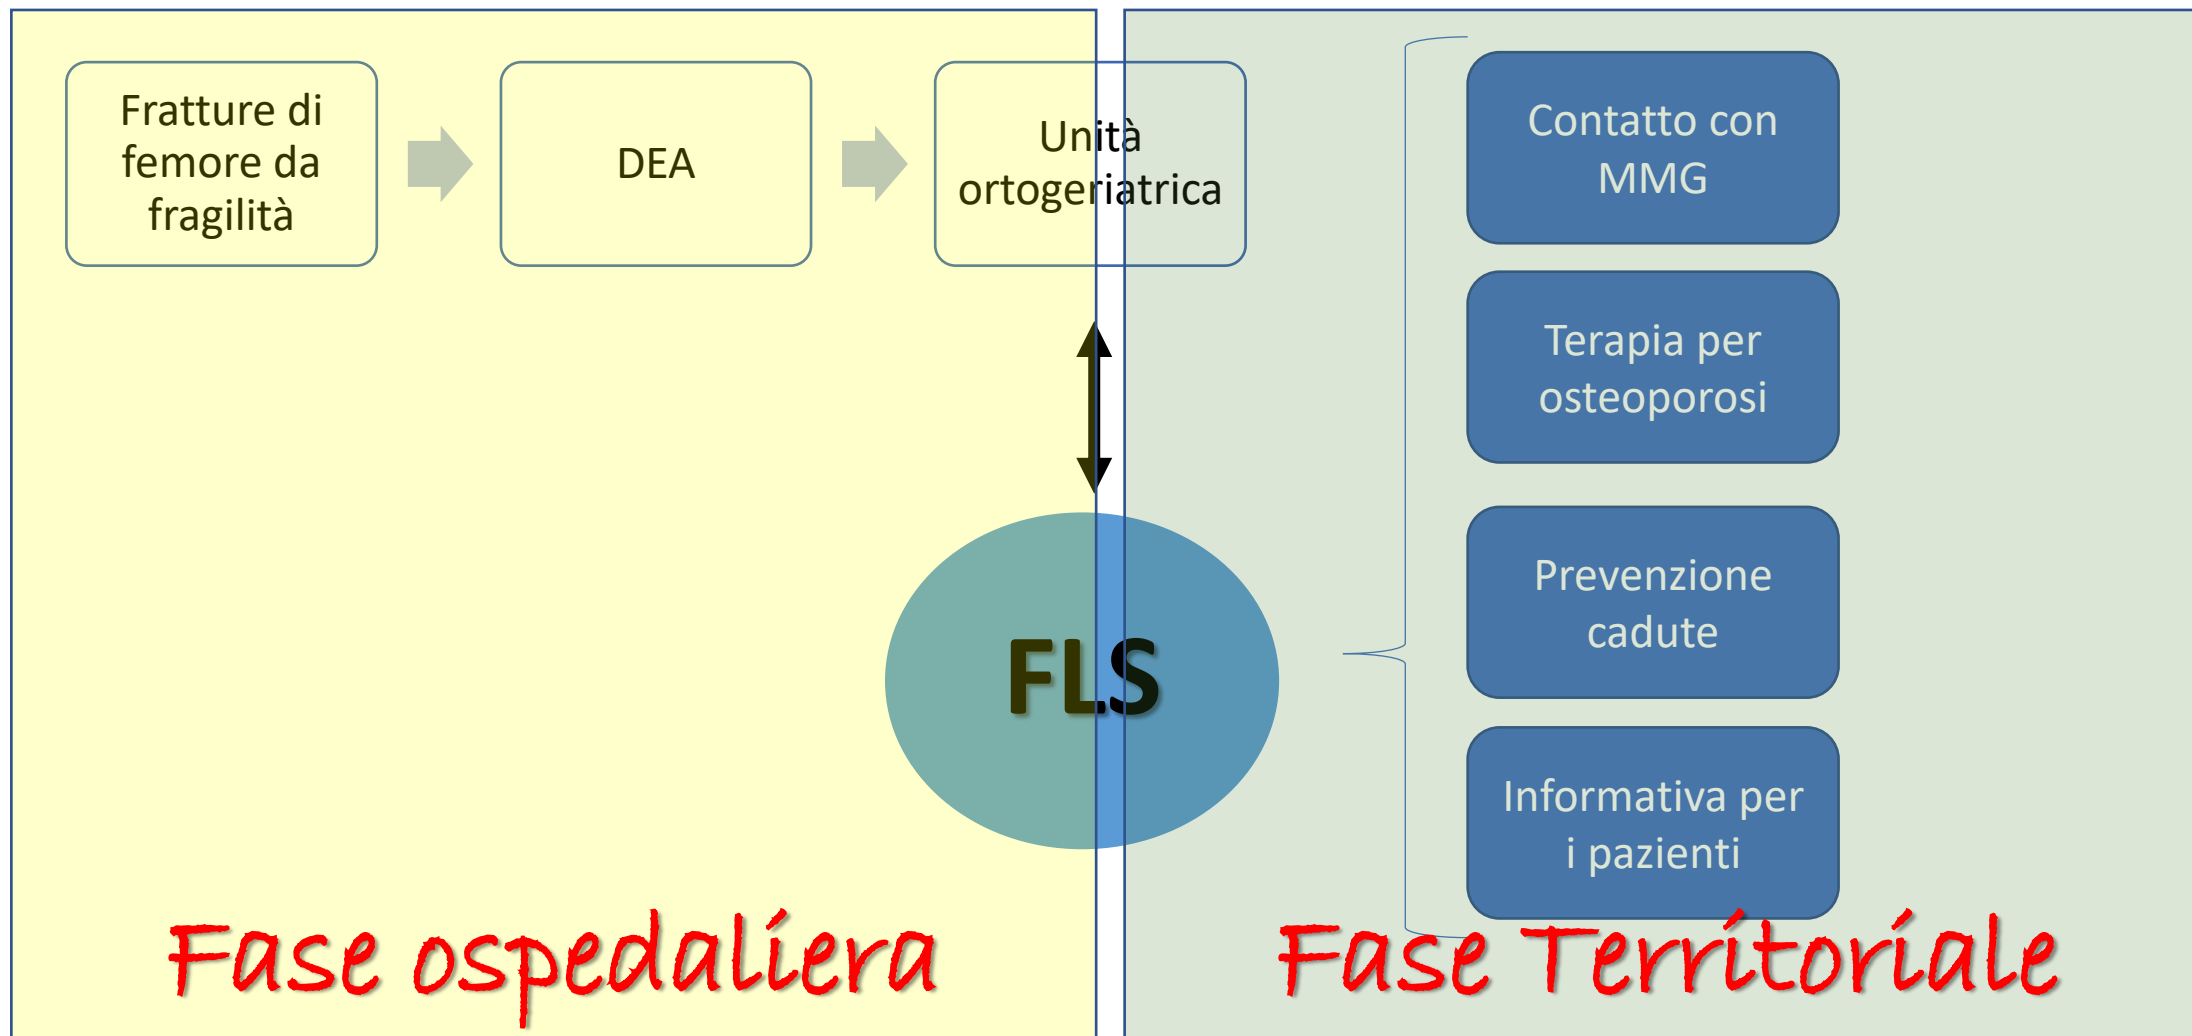 Fratture di
femore da
fragilità
DEA
Unità
ortogeriatrica
FLS
Contatto con
MMG
Terapia per
osteoporosi
Prevenzione
cadute
Informativa per
i pazienti
Fase ospedaliera
Fase Territoriale